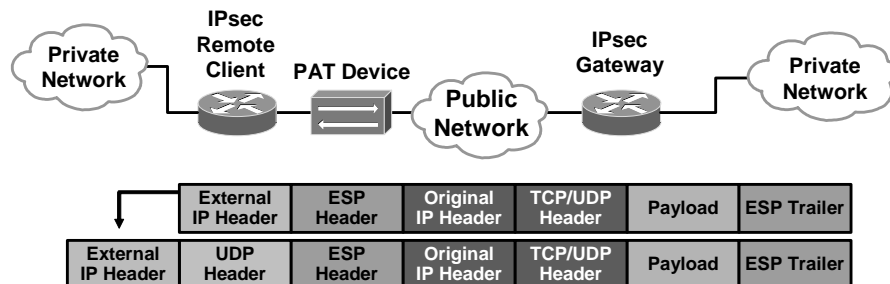 Private
Network
IPsec
Remote
Client
PAT Device
Public
Network
IPsec
Gateway
Private
Network
External
IP Header
ESP
Header
Original
IP Header
TCP/UDP
Header
Payload
ESP Trailer
External
IP Header
UDP
Header
ESP
Header
Original
IP Header
TCP/UDP
Header
Payload
ESP Trailer